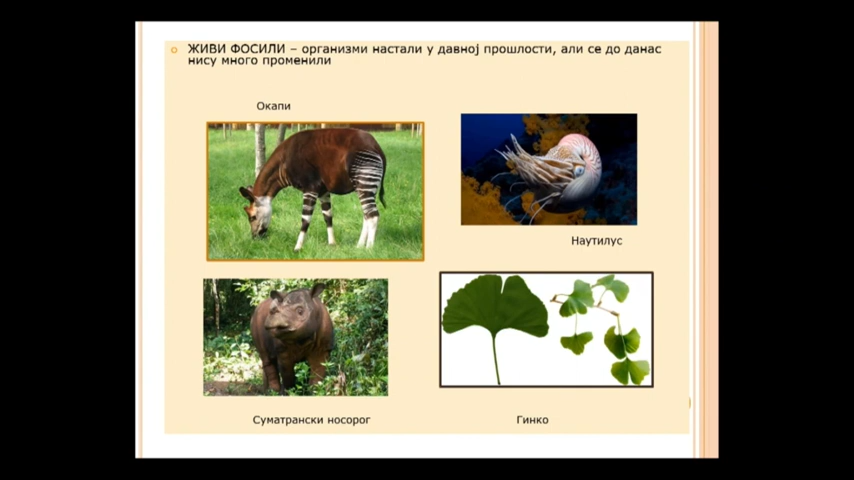 ЖИВИ ФОСИЛИ – организми настали у давној прошлости, али се до данас
нису много променили
Окапи
Наутилус
Суматрански носорог
Гинко